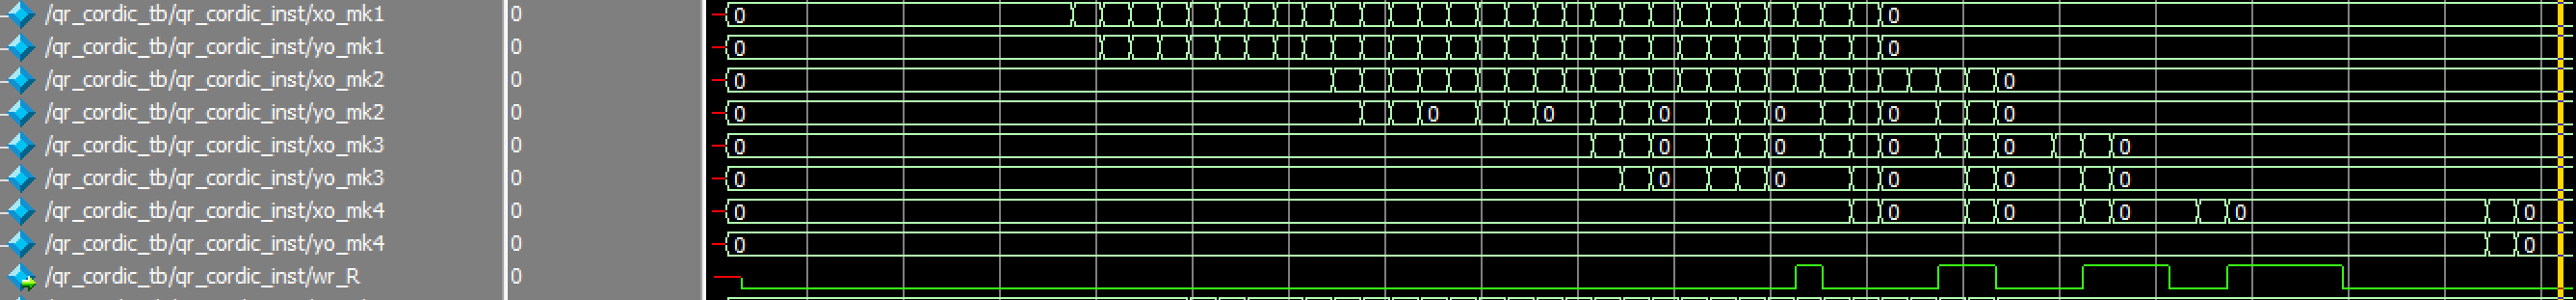 /qr_cordic_tb/qr_cordic_inst/xo_mk1 0 0 0
/qr_cordic_tb/qr_cordic_inst/yo_mk1 0 0 0
/qr_cordic_tb/qr_cordic_inst/xo_mk2 0 0 0
/qr_cordic_tb/qr_cordic_inst/yo_mk2 0 0 0 0 0 0 0 0
/qr_cordic_tb/qr_cordic_inst/xo_mk3 0 0 0 0 0 0 0
/qr_cordic_tb/qr_cordic_inst/yo_mk3 0 0 0 0 0 0 0
/qr_cordic_tb/qr_cordic_inst/xo_mk4 0 0 0 0 0 0 0
/qr_cordic_tb/qr_cordic_inst/yo_mk4 0 0 0
/qr_cordic_tb/qr_cordic_inst/wr_R 0